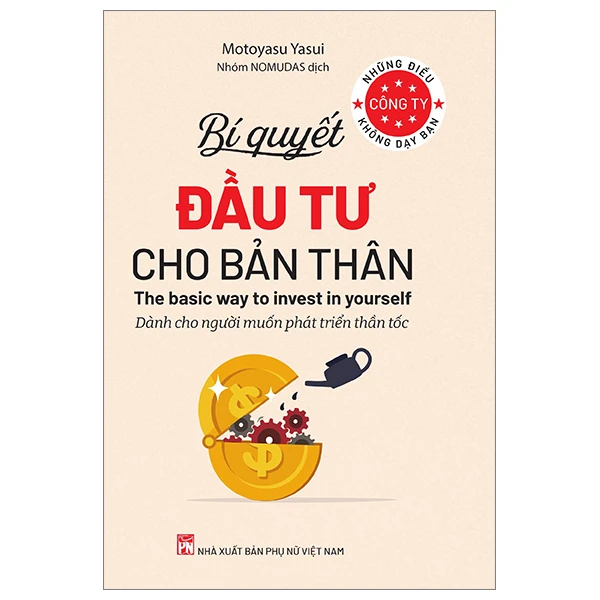 Motoyasu Yasui
Nhóm NOMUDAS dịch
NHỮNG ĐIỀU
CÔNG TY
KHÔNG DẠY BẠN
Bí quyết
ĐẦU TƯ
CHO BẢN THÂN
The basic way to invest in yourself
Dành cho người muốn phát triển thần tốc
$
$
PN
NHÀ XUẤT BẢN PHỤ NỮ VIỆT NAM